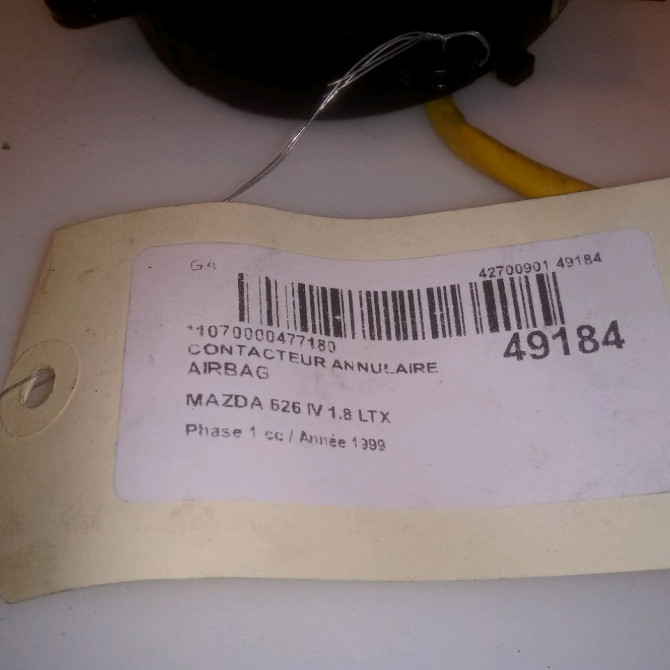 G4
42700901 49184
*1070000477180
49184
CONTACTEUR ANNULAIRE
AIRBAG
MAZDA 626 IV 1.8 LTX
Phase 1 cc / Année 1999